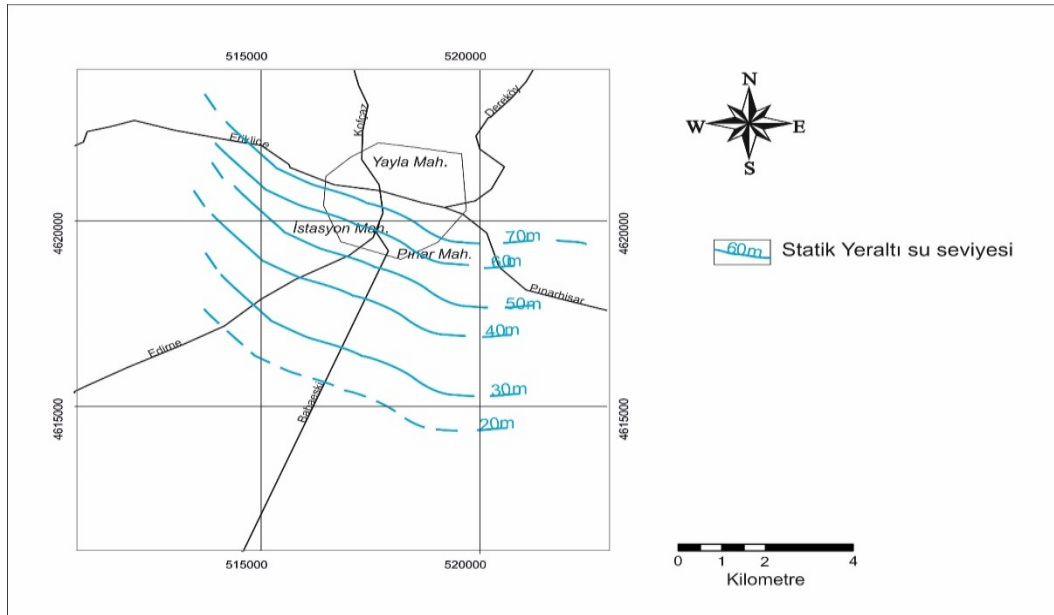 515000 520000
N
W E
S
Kofçaz
Dereköy
Eriklice
Yayla Mah.
4620000 4620000
İstasyon Mah.
Pınar Mah.
70m
60m
60m Statik Yeraltı su seviyesi
Pınarhisar
50m
40m
Edirne
30m
Babaeski
20m
4615000 4615000
515000 520000
0 1 2 4
Kilometre